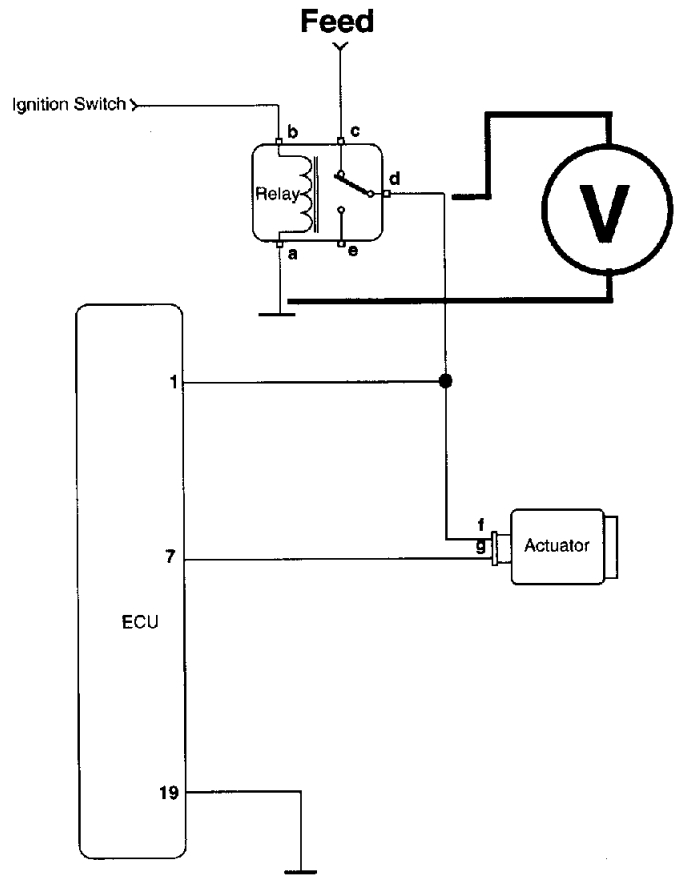 Feed
Ignition Switch
b
c
d
Relay
V
a
e
1
f
g
Actuator
7
ECU
19